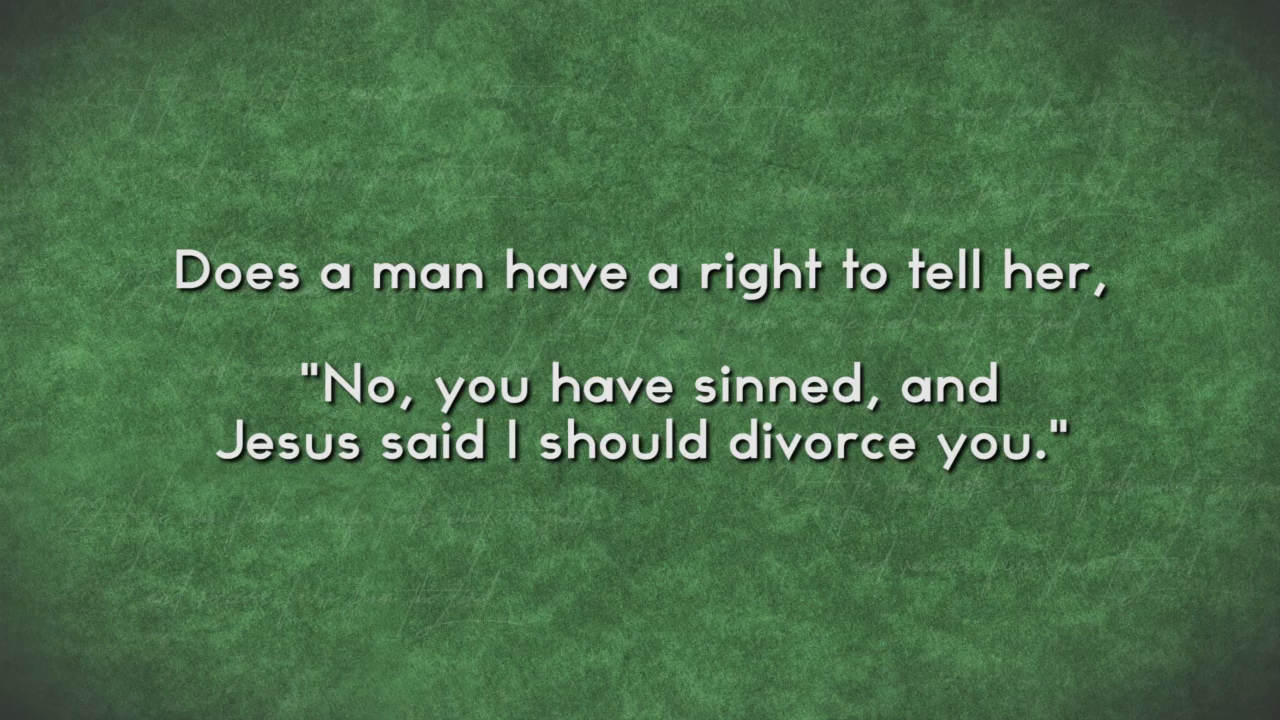 Does a man have a right to tell her,
"No, you have sinned, and
Jesus said I should divorce you."